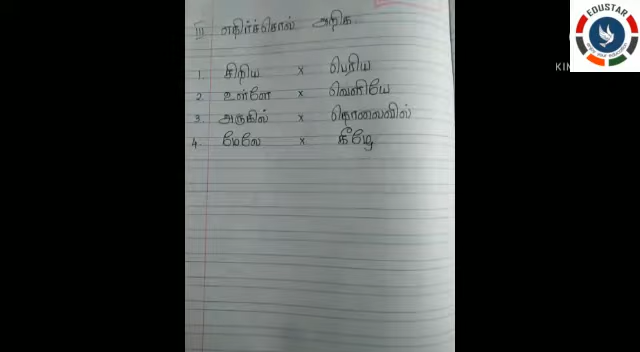 EDUSTAR
III எதிர்ச்சொல் அறிக.
1. சிறிய x பெரிய
2. உள்ளே x வெளியே
3. அருகில் x தொலைவில்
4. மேலே x கீழே